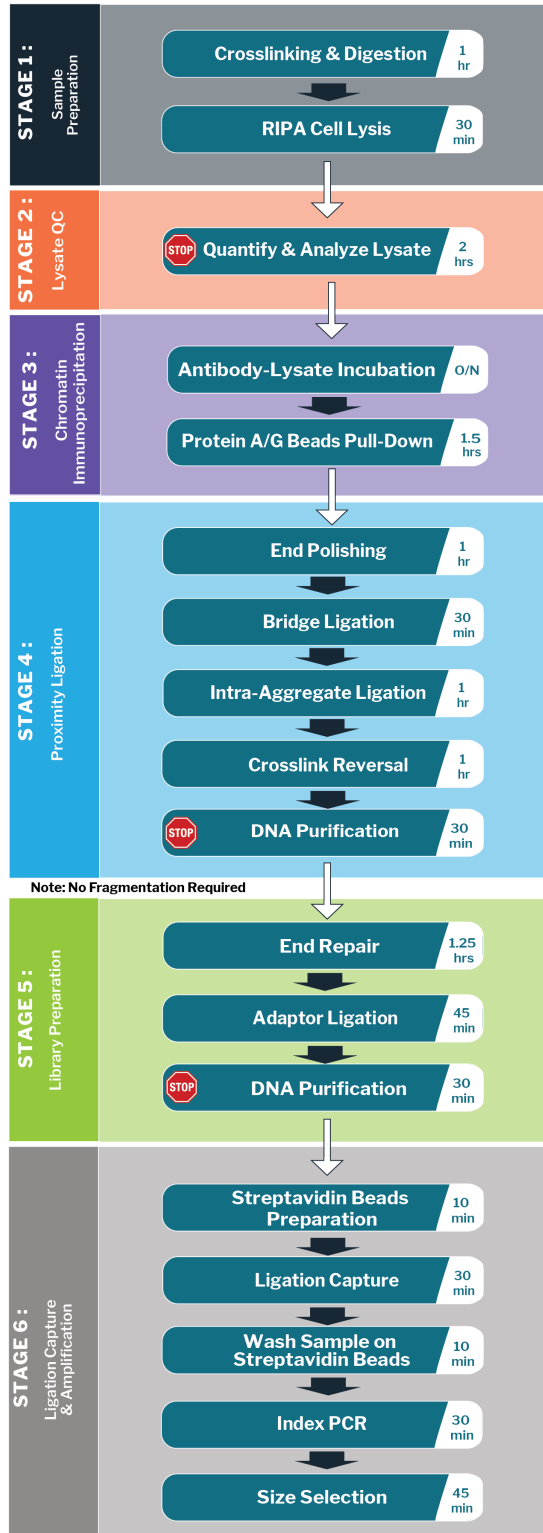 STAGE 1:
Sample
Preparation
Crosslinking & Digestion
1
hr
RIPA Cell Lysis
30
min
STAGE 2:
Lysate QC
STOP
Quantify & Analyze Lysate
2
hrs
STAGE 3:
Chromatin
Immunoprecipitation
Antibody-Lysate Incubation
O/N
Protein A/G Beads Pull-Down
1.5
hrs
STAGE 4:
Proximity Ligation
End Polishing
1
hr
Bridge Ligation
30
min
Intra-Aggregate Ligation
1
hr
Crosslink Reversal
1
hr
STOP
DNA Purification
30
min
Note: No Fragmentation Required
STAGE 5:
Library Preparation
End Repair
1.25
hrs
Adaptor Ligation
45
min
STOP
DNA Purification
30
min
STAGE 6:
Ligation Capture
& Amplification
Streptavidin Beads
Preparation
10
min
Ligation Capture
30
min
Wash Sample on
Streptavidin Beads
10
min
Index PCR
30
min
Size Selection
45
min